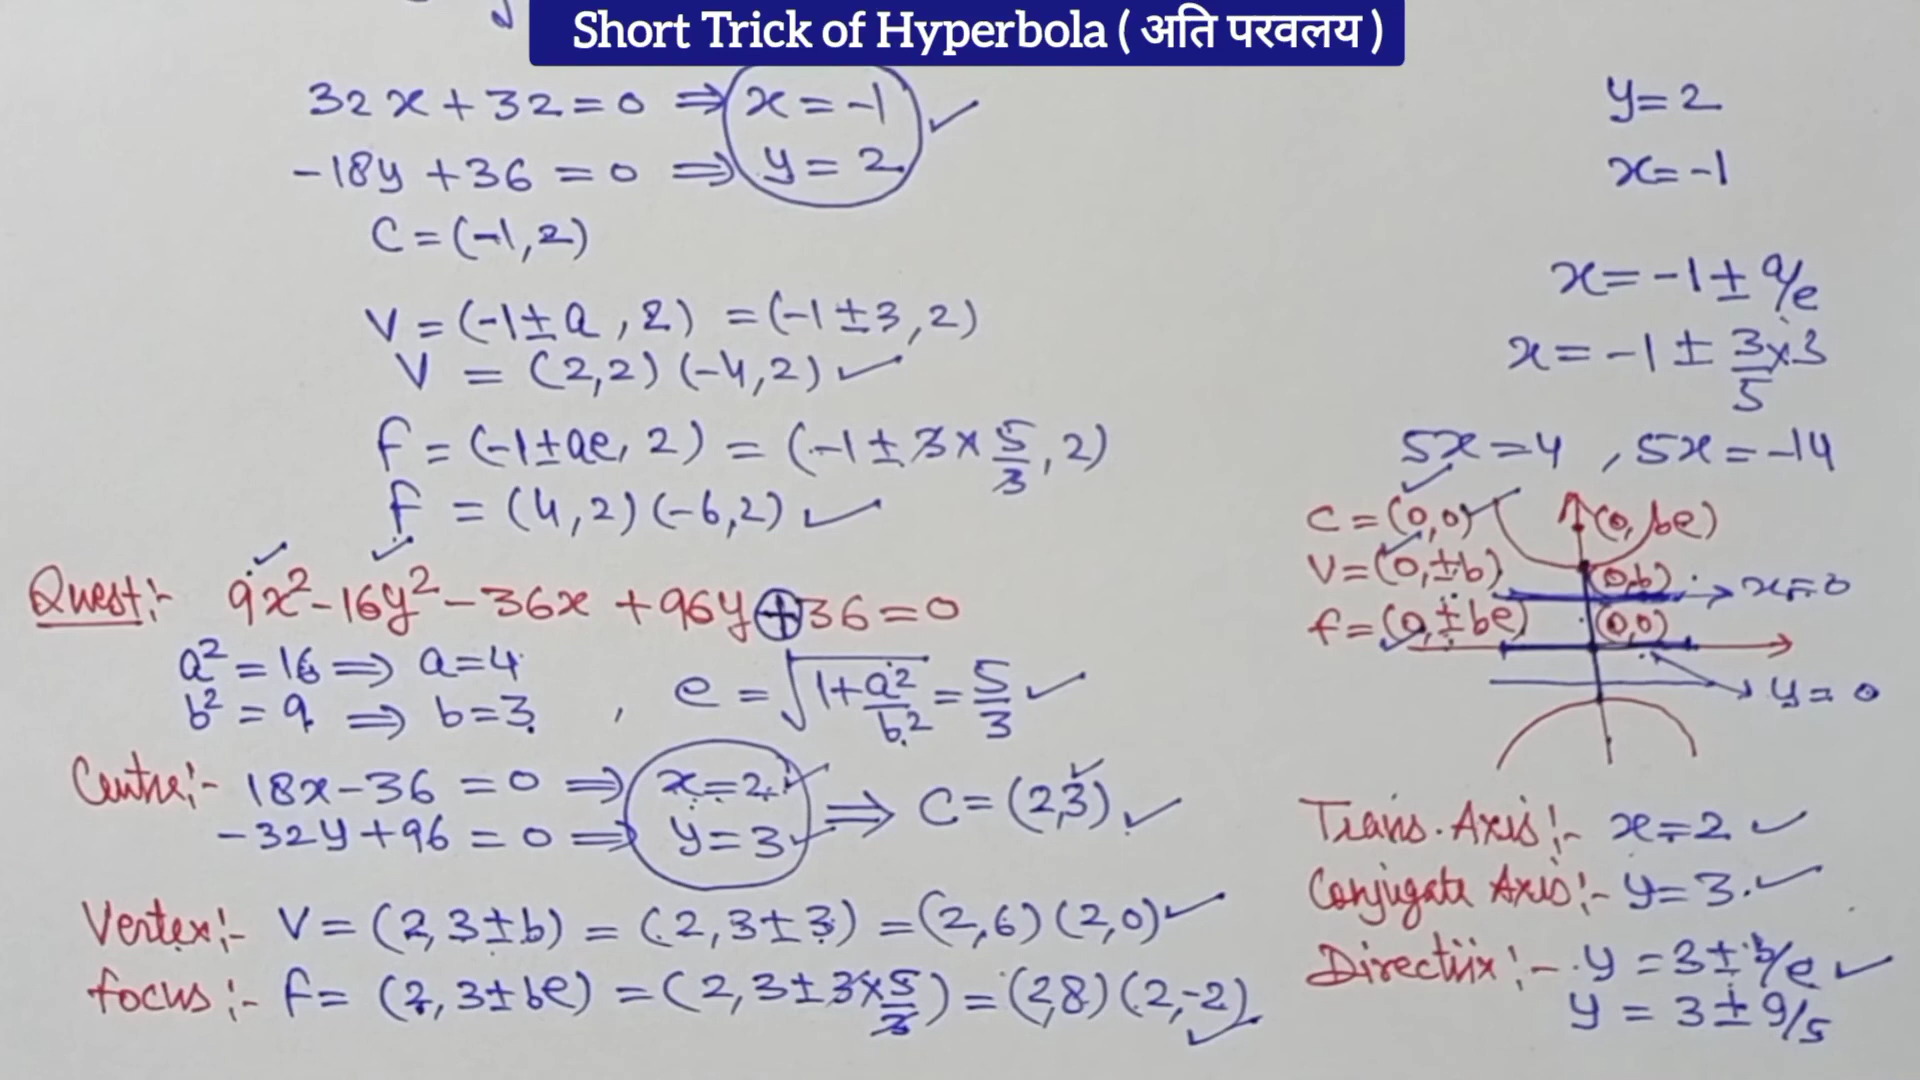 Short Trick of Hyperbola ( अति परवलय )
32x + 32 = 0 ⇒ x = -1
-18y + 36 = 0 ⇒ y = 2
C = (-1, 2)
V = (-1 ± a, 2) = (-1 ± 3, 2)
V = (2,2) (-4,2)
f = (-1 ± ae, 2) = (-1 ± 3 × 5/3, 2)
f = (4,2) (-6,2)
y = 2
x = -1
x = -1 ± a/e
x = -1 ± 3/5 × 3
5x = 4 , 5x = -14
Quest:- 9x² - 16y² - 36x + 96y + 36 = 0
a² = 16 ⇒ a = 4
b² = 9 ⇒ b = 3 , e = √(1 + a²/b²) = 5/3
Centre:- 18x - 36 = 0 ⇒ x = 2
-32y + 96 = 0 ⇒ y = 3 ⇒ C = (2,3)
Vertex:- V = (2, 3 ± b) = (2, 3 ± 3) = (2,6) (2,0)
focus:- f = (2, 3 ± be) = (2, 3 ± 3 × 5/3) = (2,8) (2,-2)
C = (0,0)
V = (0, ± b)
f = (0, ± be)
(0, be)
(0,b)
x = 0
(0,0)
y = 0
Trans. Axis:- x = 2
Conjugate Axis:- y = 3.
Directrix:- y = 3 ± b/e
y = 3 ± 9/5